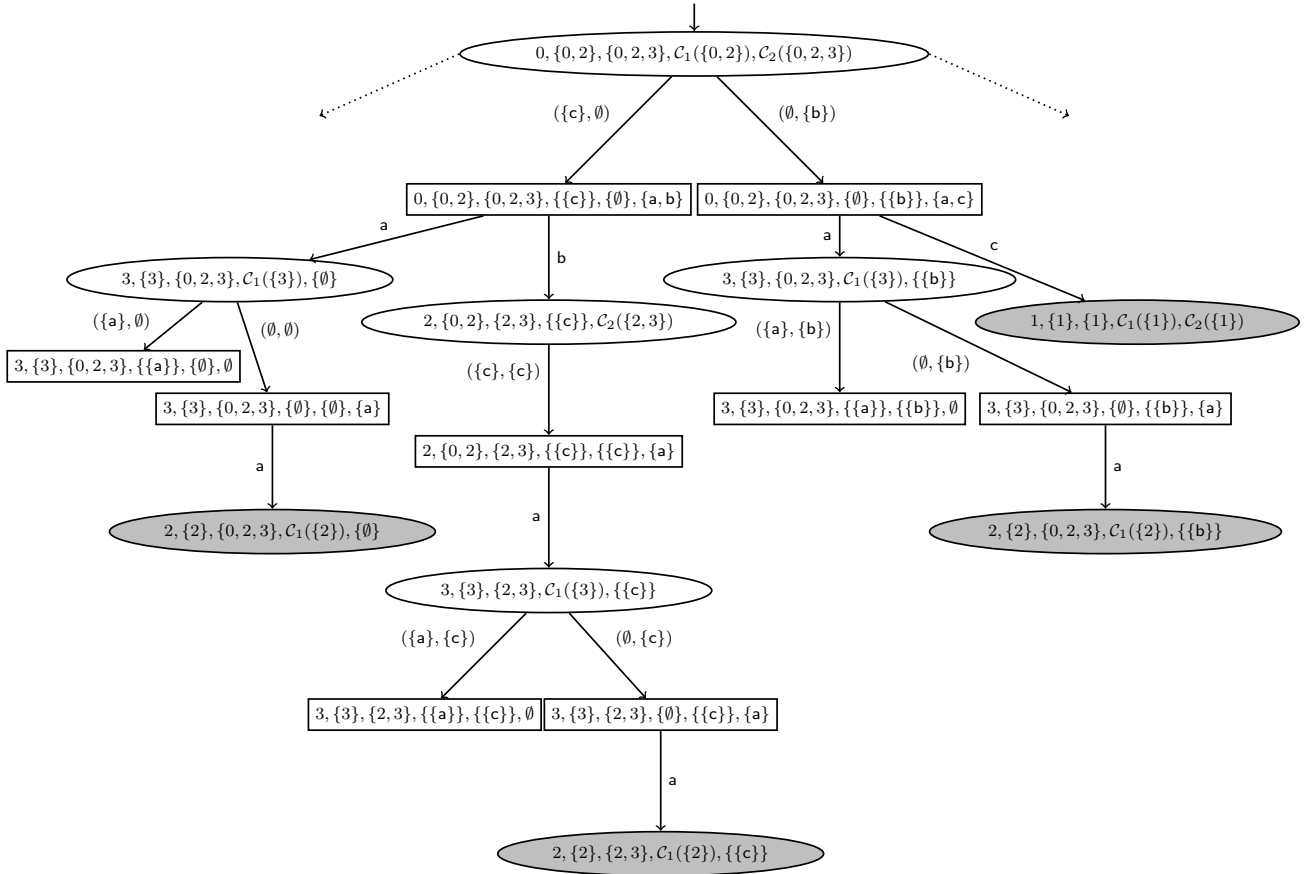 0, {0, 2}, {0, 2, 3}, 𝒞₁({0, 2}), 𝒞₂({0, 2, 3})
({c}, ∅)
(∅, {b})
0, {0, 2}, {0, 2, 3}, {{c}}, {∅}, {a, b}
0, {0, 2}, {0, 2, 3}, {∅}, {{b}}, {a, c}
a
b
a
c
3, {3}, {0, 2, 3}, 𝒞₁({3}), {∅}
3, {3}, {0, 2, 3}, 𝒞₁({3}), {{b}}
2, {0, 2}, {2, 3}, {{c}}, 𝒞₂({2, 3})
1, {1}, {1}, 𝒞₁({1}), 𝒞₂({1})
({a}, ∅)
(∅, ∅)
({a}, {b})
(∅, {b})
({c}, {c})
3, {3}, {0, 2, 3}, {{a}}, {∅}, ∅
3, {3}, {0, 2, 3}, {∅}, {∅}, {a}
3, {3}, {0, 2, 3}, {{a}}, {{b}}, ∅
3, {3}, {0, 2, 3}, {∅}, {{b}}, {a}
2, {0, 2}, {2, 3}, {{c}}, {{c}}, {a}
a
a
a
2, {2}, {0, 2, 3}, 𝒞₁({2}), {∅}
2, {2}, {0, 2, 3}, 𝒞₁({2}), {{b}}
3, {3}, {2, 3}, 𝒞₁({3}), {{c}}
({a}, {c})
(∅, {c})
3, {3}, {2, 3}, {{a}}, {{c}}, ∅
3, {3}, {2, 3}, {∅}, {{c}}, {a}
a
2, {2}, {2, 3}, 𝒞₁({2}), {{c}}